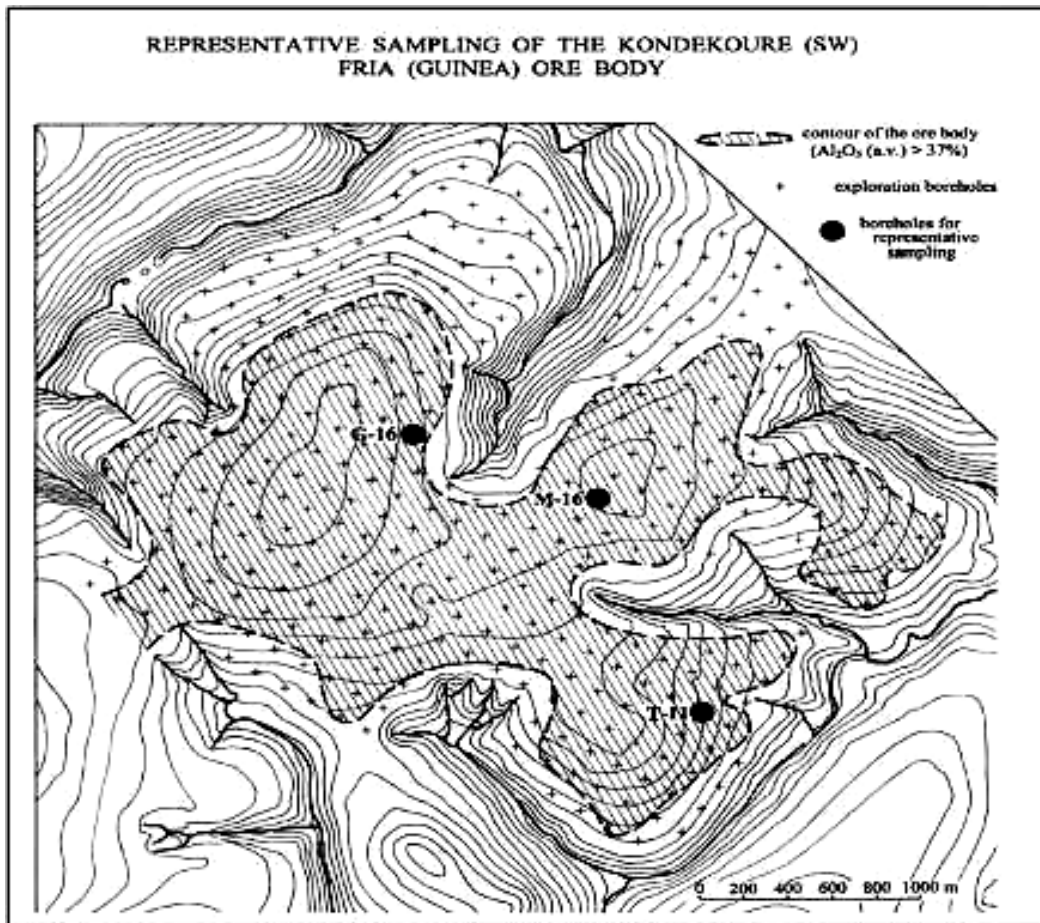 REPRESENTATIVE SAMPLING OF THE KONDEKOURE (SW)
FRIA (GUINEA) ORE BODY
contour of the ore body
(Al₂O₃ (a.v.) > 37%)
exploration boreholes
boreholes for
representative
sampling
G-16
M-16
T-11
0 200 400 600 800 1000 m